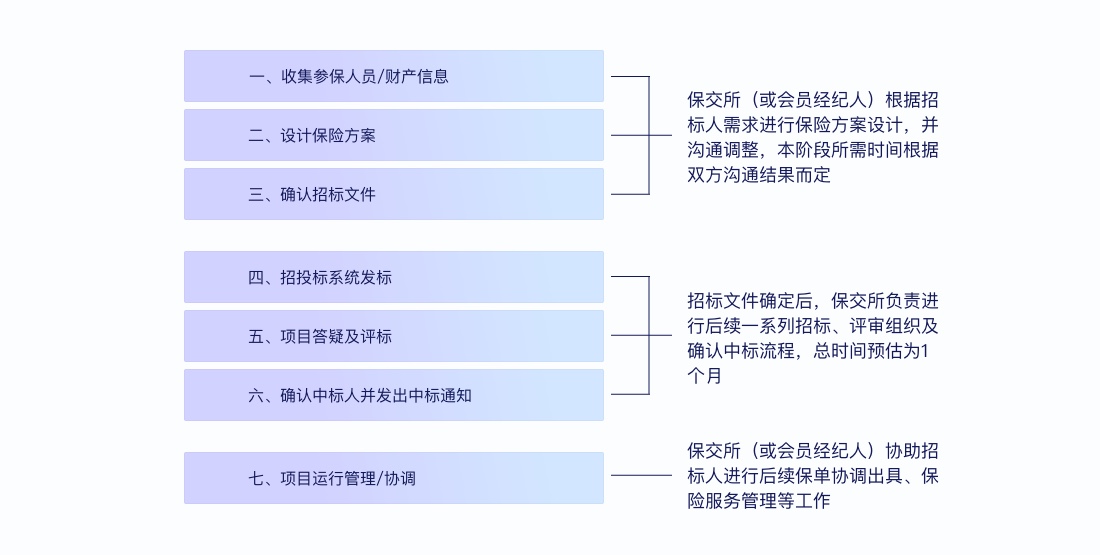 一、收集参保人员/财产信息
二、设计保险方案
三、确认招标文件
保交所（或会员经纪人）根据招
标人需求进行保险方案设计，并
沟通调整，本阶段所需时间根据
双方沟通结果而定
四、招投标系统发标
五、项目答疑及评标
六、确认中标人并发出中标通知
招标文件确定后，保交所负责进
行后续一系列招标、评审组织及
确认中标流程，总时间预估为1
个月
七、项目运行管理/协调
保交所（或会员经纪人）协助招
标人进行后续保单协调出具、保
险服务管理等工作